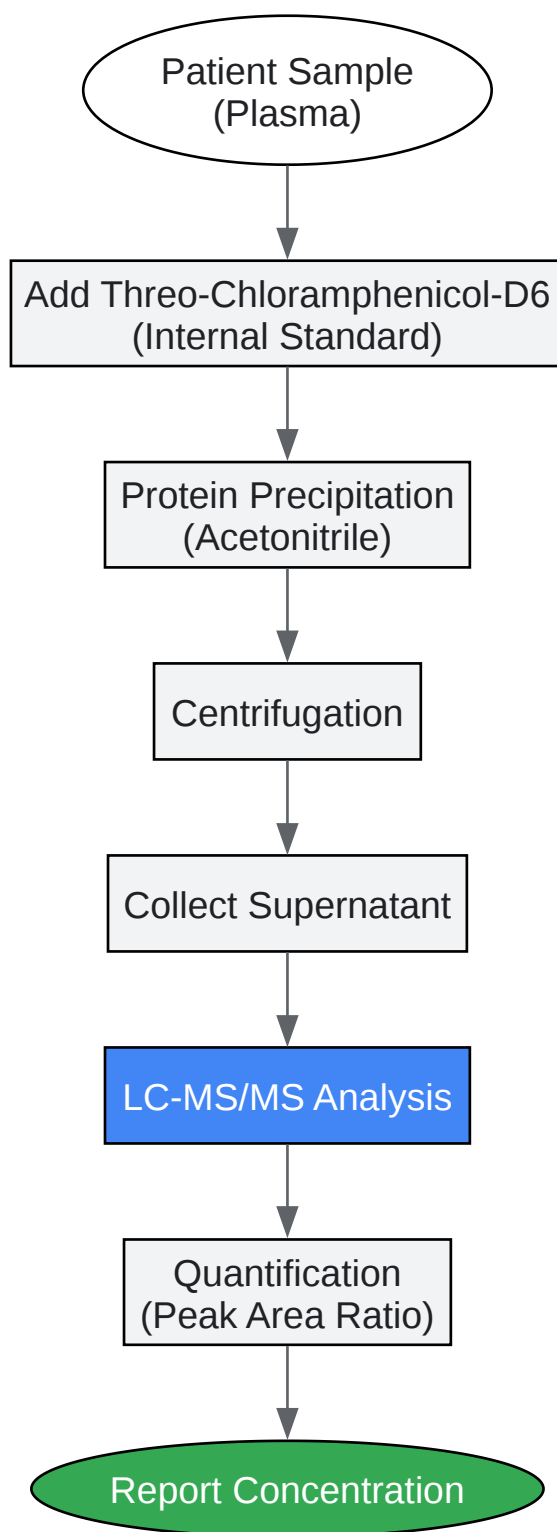 Patient Sample
(Plasma)
Add Threo-Chloramphenicol-D6
(Internal Standard)
Protein Precipitation
(Acetonitrile)
Centrifugation
Collect Supernatant
LC-MS/MS Analysis
Quantification
(Peak Area Ratio)
Report Concentration